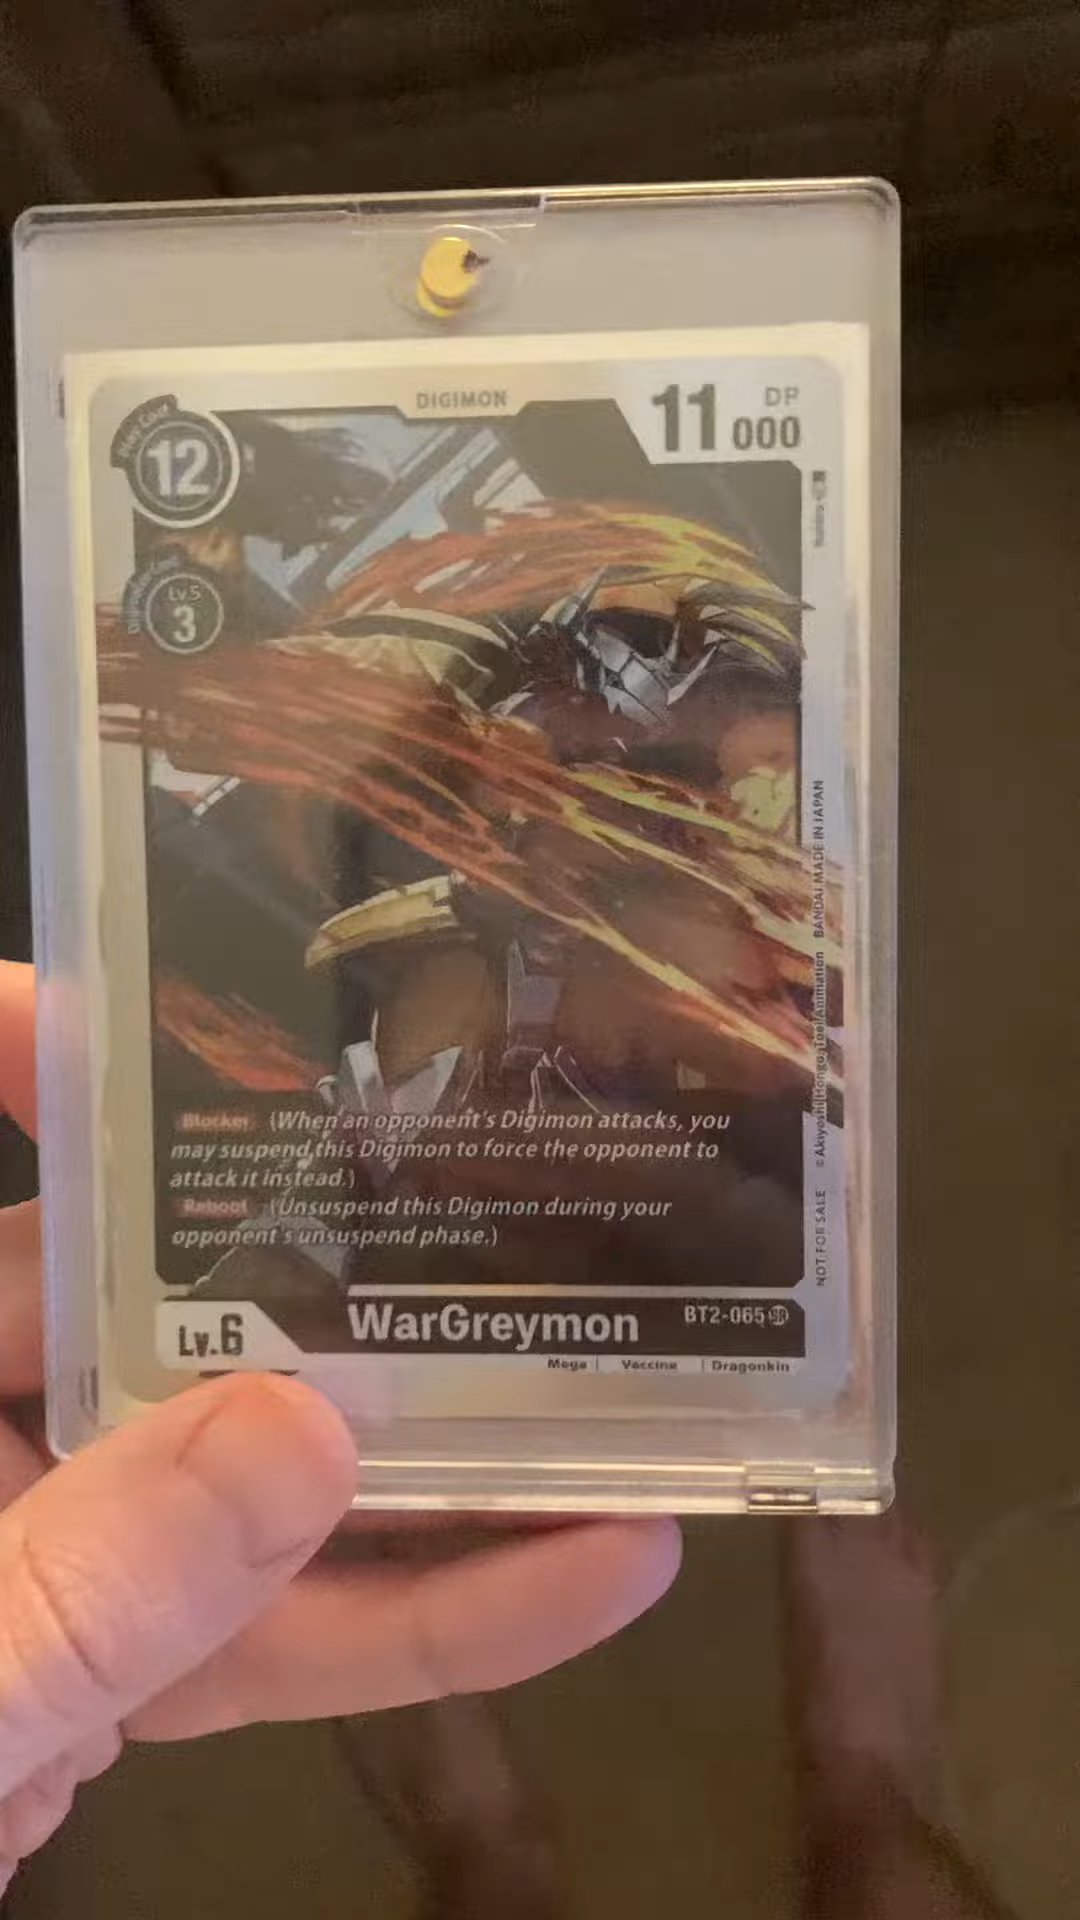 DIGIMON
11 000 DP
Play Cost
12
Lv.5
3
(When an opponent's Digimon attacks, you
may suspend this Digimon to force the opponent to
attack it instead.)
Reboot (Unsuspend this Digimon during your
opponent's unsuspend phase.)
Blocker
NOT FOR SALE ©Akiyoshi Hongo, Toei Animation BANDAI MADE IN JAPAN
Lv.6
WarGreymon
BT2-065 SR
Mega | Vaccine | Dragonkin